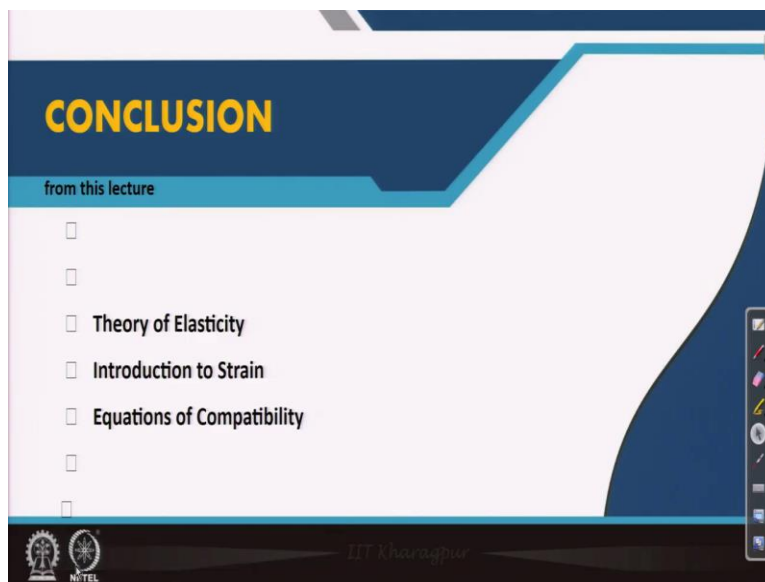 CONCLUSION
from this lecture
Theory of Elasticity
Introduction to Strain
Equations of Compatibility
IIT Kharagpur
NPTEL